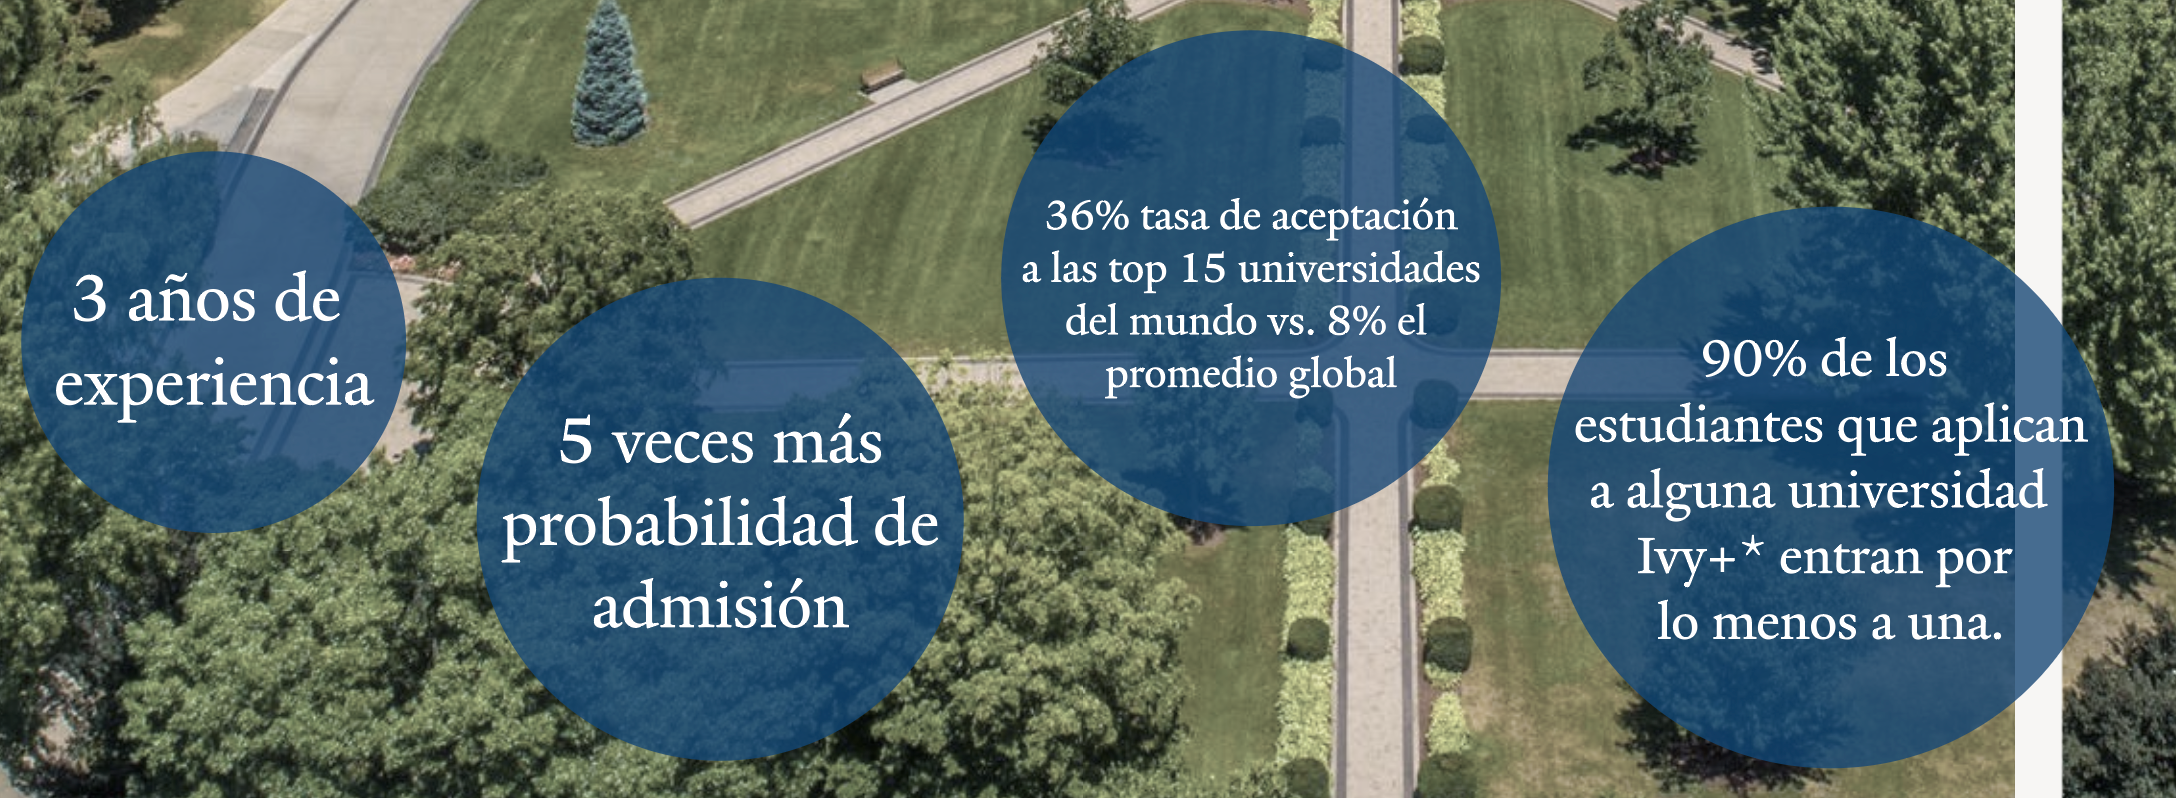 3 años de
experiencia
5 veces más
probabilidad de
admisión
36% tasa de aceptación
a las top 15 universidades
del mundo vs. 8% el
promedio global
90% de los
estudiantes que aplican
a alguna universidad
Ivy+* entran por
lo menos a una.